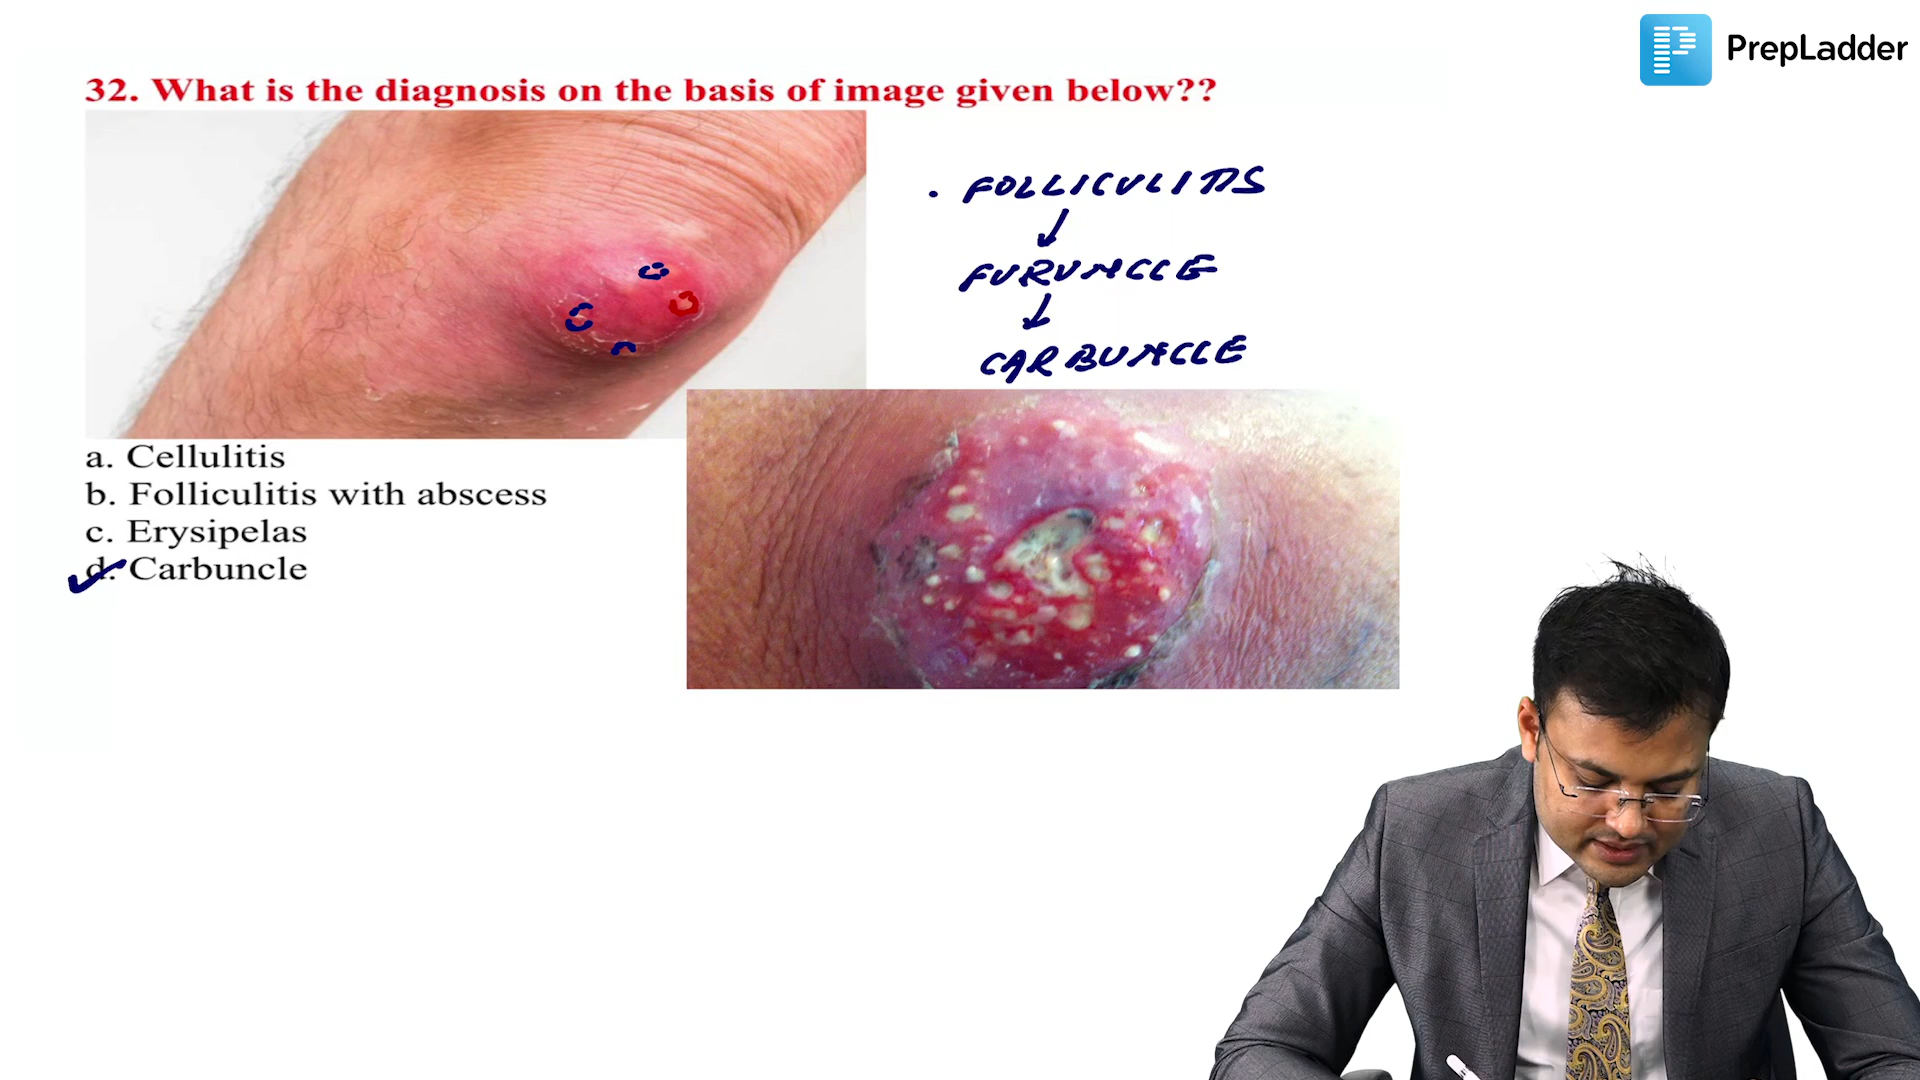 PrepLadder
32. What is the diagnosis on the basis of image given below??
. FOLLICULITIS
FURUNCLE
CARBUNCLE
a. Cellulitis
b. Folliculitis with abscess
c. Erysipelas
d. Carbuncle